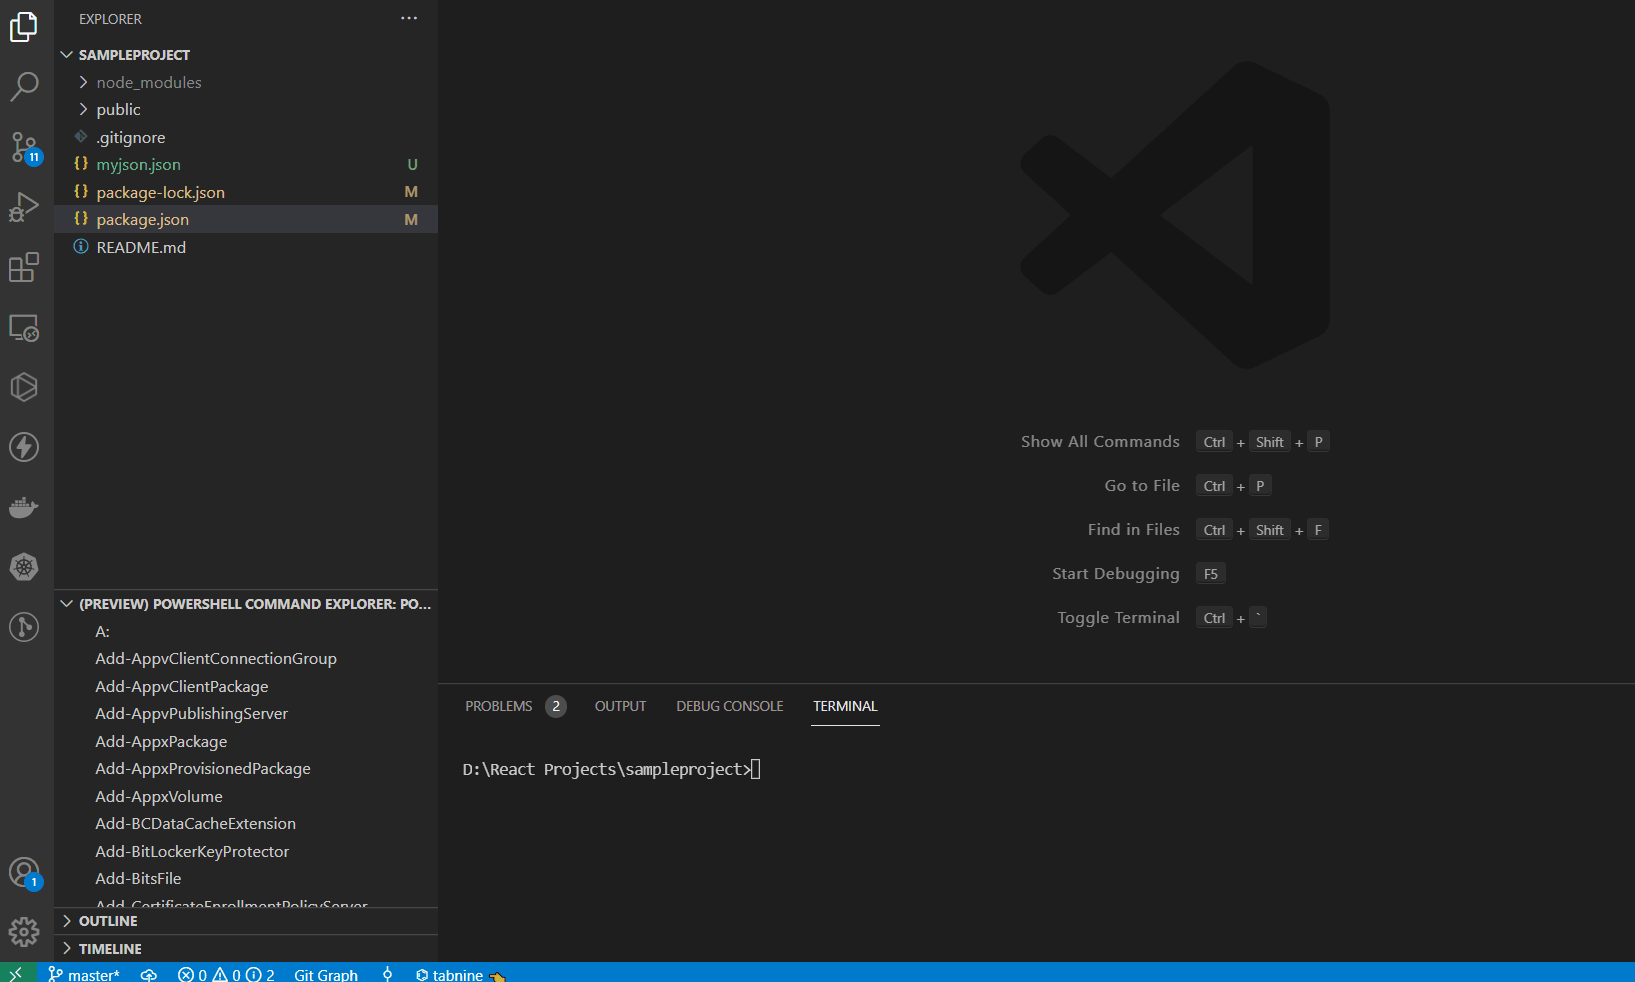 EXPLORER
SAMPLEPROJECT
node_modules
public
.gitignore
myjson.json U
package-lock.json M
package.json M
README.md
11
(PREVIEW) POWERSHELL COMMAND EXPLORER: PO...
A:
Add-AppvClientConnectionGroup
Add-AppvClientPackage
Add-AppvPublishingServer
Add-AppxPackage
Add-AppxProvisionedPackage
Add-AppxVolume
Add-BCDataCacheExtension
Add-BitLockerKeyProtector
Add-BitsFile
Add-CertificateEnrollmentPolicyServer
1
OUTLINE
TIMELINE
Show All Commands Ctrl + Shift + P
Go to File Ctrl + P
Find in Files Ctrl + Shift + F
Start Debugging F5
Toggle Terminal Ctrl + `
PROBLEMS 2 OUTPUT DEBUG CONSOLE TERMINAL
D:\React Projects\sampleproject>
master* 0 0 2 Git Graph tabnine